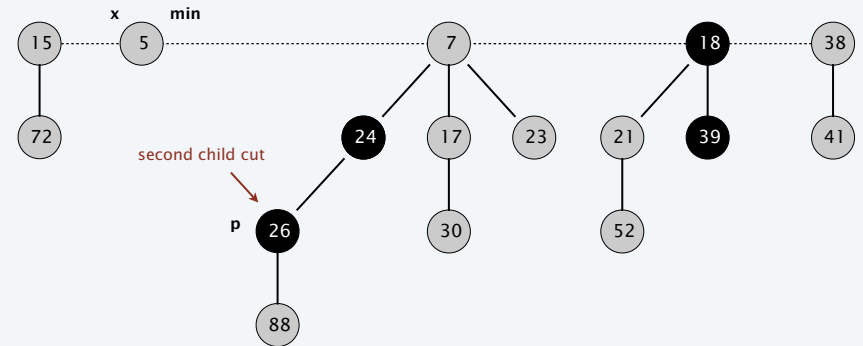 x min
15 5 7 18 38
72 24 17 23 21 39 41
second child cut
p 26 30 52
88